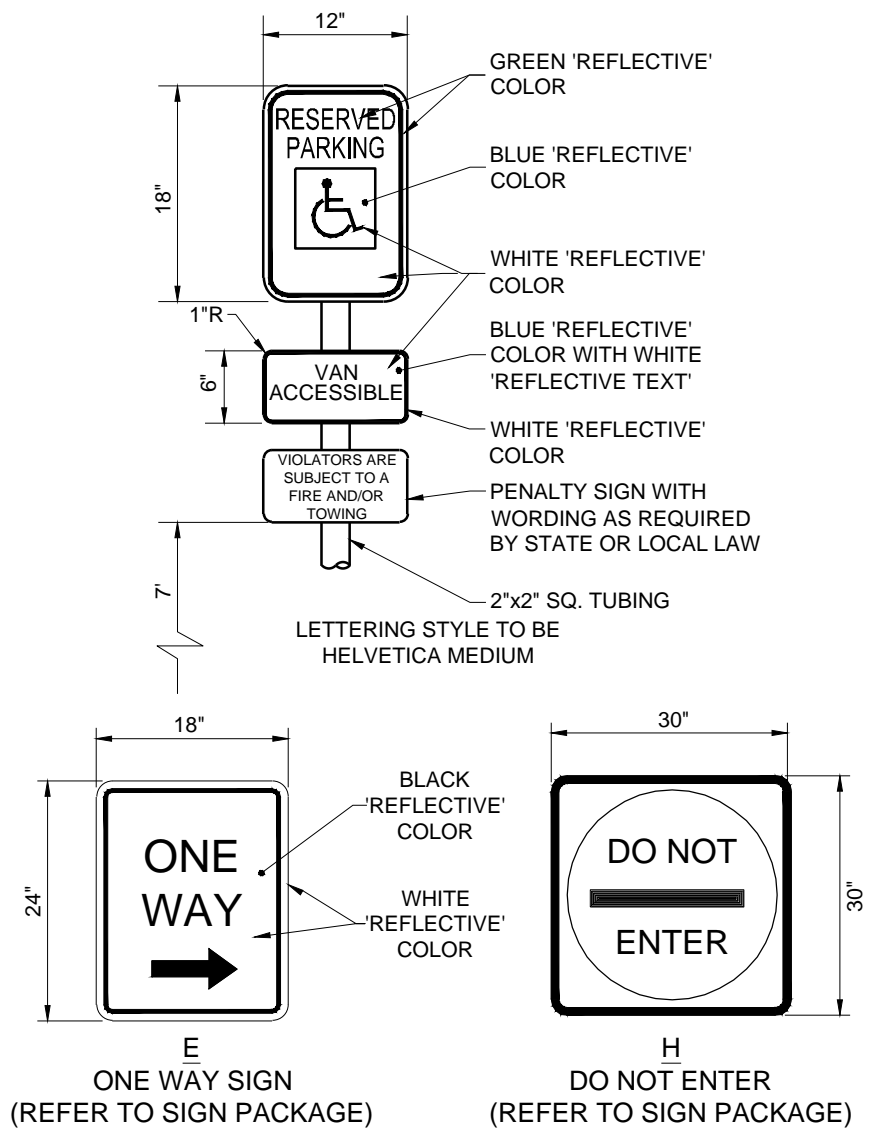 12"
GREEN 'REFLECTIVE'
COLOR
18"
RESERVED
PARKING
BLUE 'REFLECTIVE'
COLOR
WHITE 'REFLECTIVE'
COLOR
1"R
6"
VAN
ACCESSIBLE
BLUE 'REFLECTIVE'
COLOR WITH WHITE
'REFLECTIVE TEXT'
WHITE 'REFLECTIVE'
COLOR
VIOLATORS ARE
SUBJECT TO A
FIRE AND/OR
TOWING
PENALTY SIGN WITH
WORDING AS REQUIRED
BY STATE OR LOCAL LAW
7'
2"x2" SQ. TUBING
LETTERING STYLE TO BE
HELVETICA MEDIUM
18"
24"
ONE
WAY
BLACK
'REFLECTIVE'
COLOR
WHITE
'REFLECTIVE'
COLOR
E
ONE WAY SIGN
(REFER TO SIGN PACKAGE)
30"
30"
DO NOT
ENTER
H
DO NOT ENTER
(REFER TO SIGN PACKAGE)